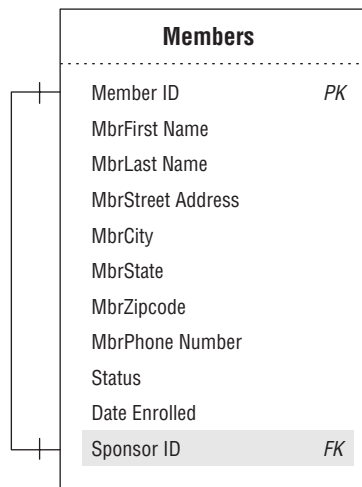 Members
Member ID PK
MbrFirst Name
MbrLast Name
MbrStreet Address
MbrCity
MbrState
MbrZipcode
MbrPhone Number
Status
Date Enrolled
Sponsor ID FK